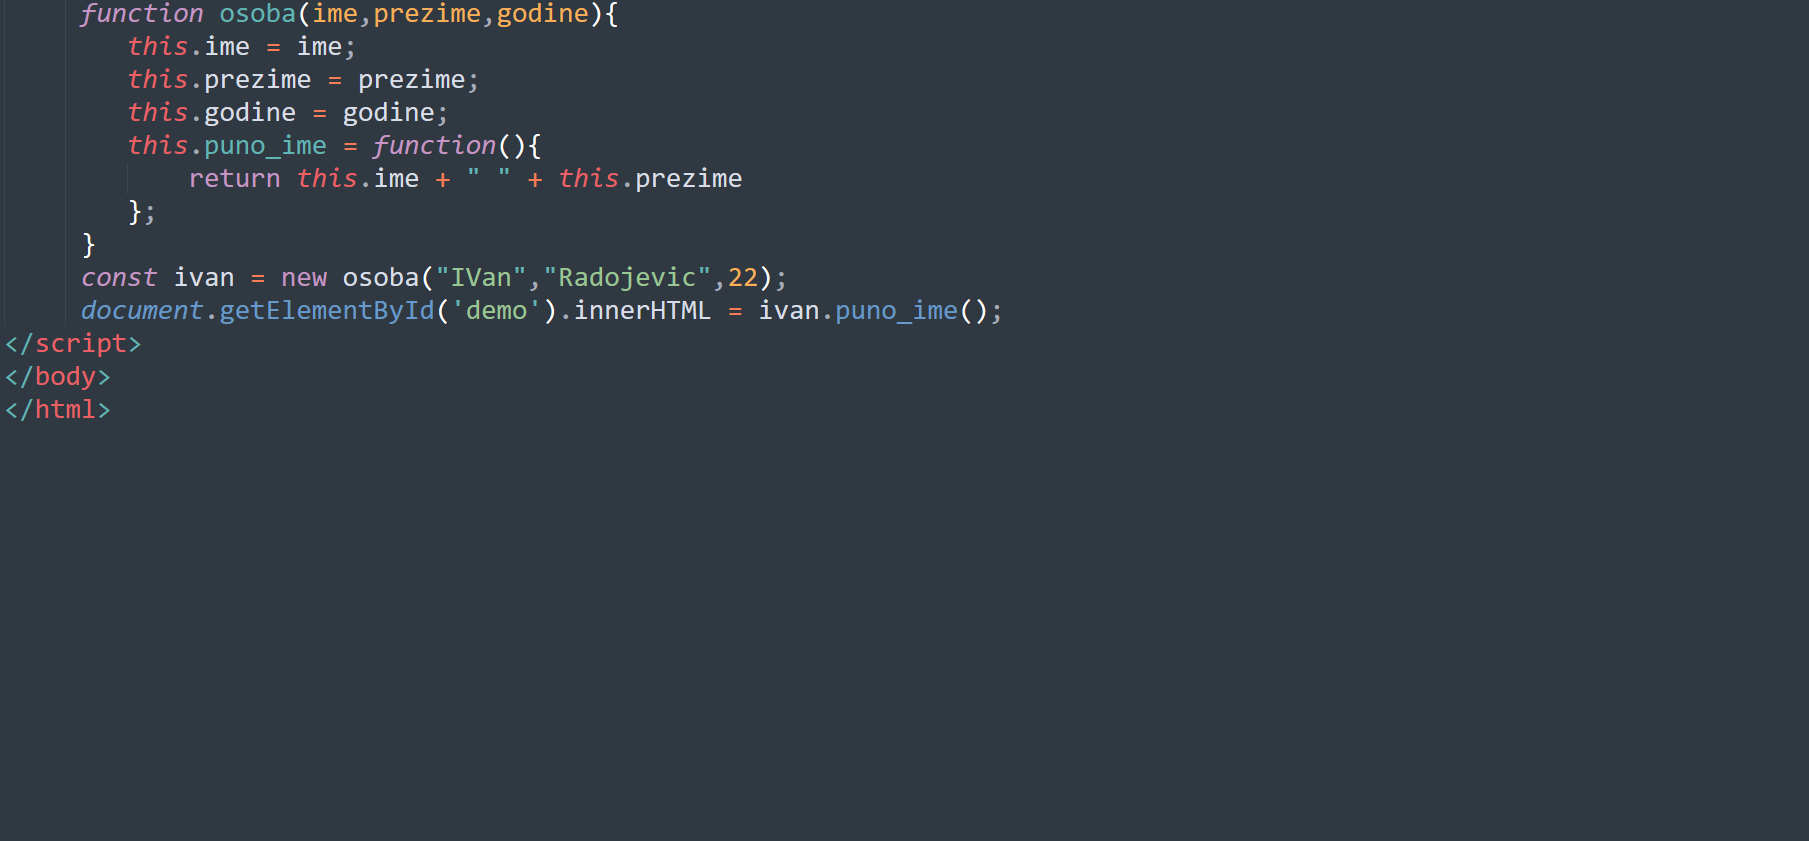 function osoba(ime,prezime,godine){
this.ime = ime;
this.prezime = prezime;
this.godine = godine;
this.puno_ime = function(){
return this.ime + " " + this.prezime
};
}
const ivan = new osoba("IVan","Radojevic",22);
document.getElementById('demo').innerHTML = ivan.puno_ime();
</script>
</body>
</html>